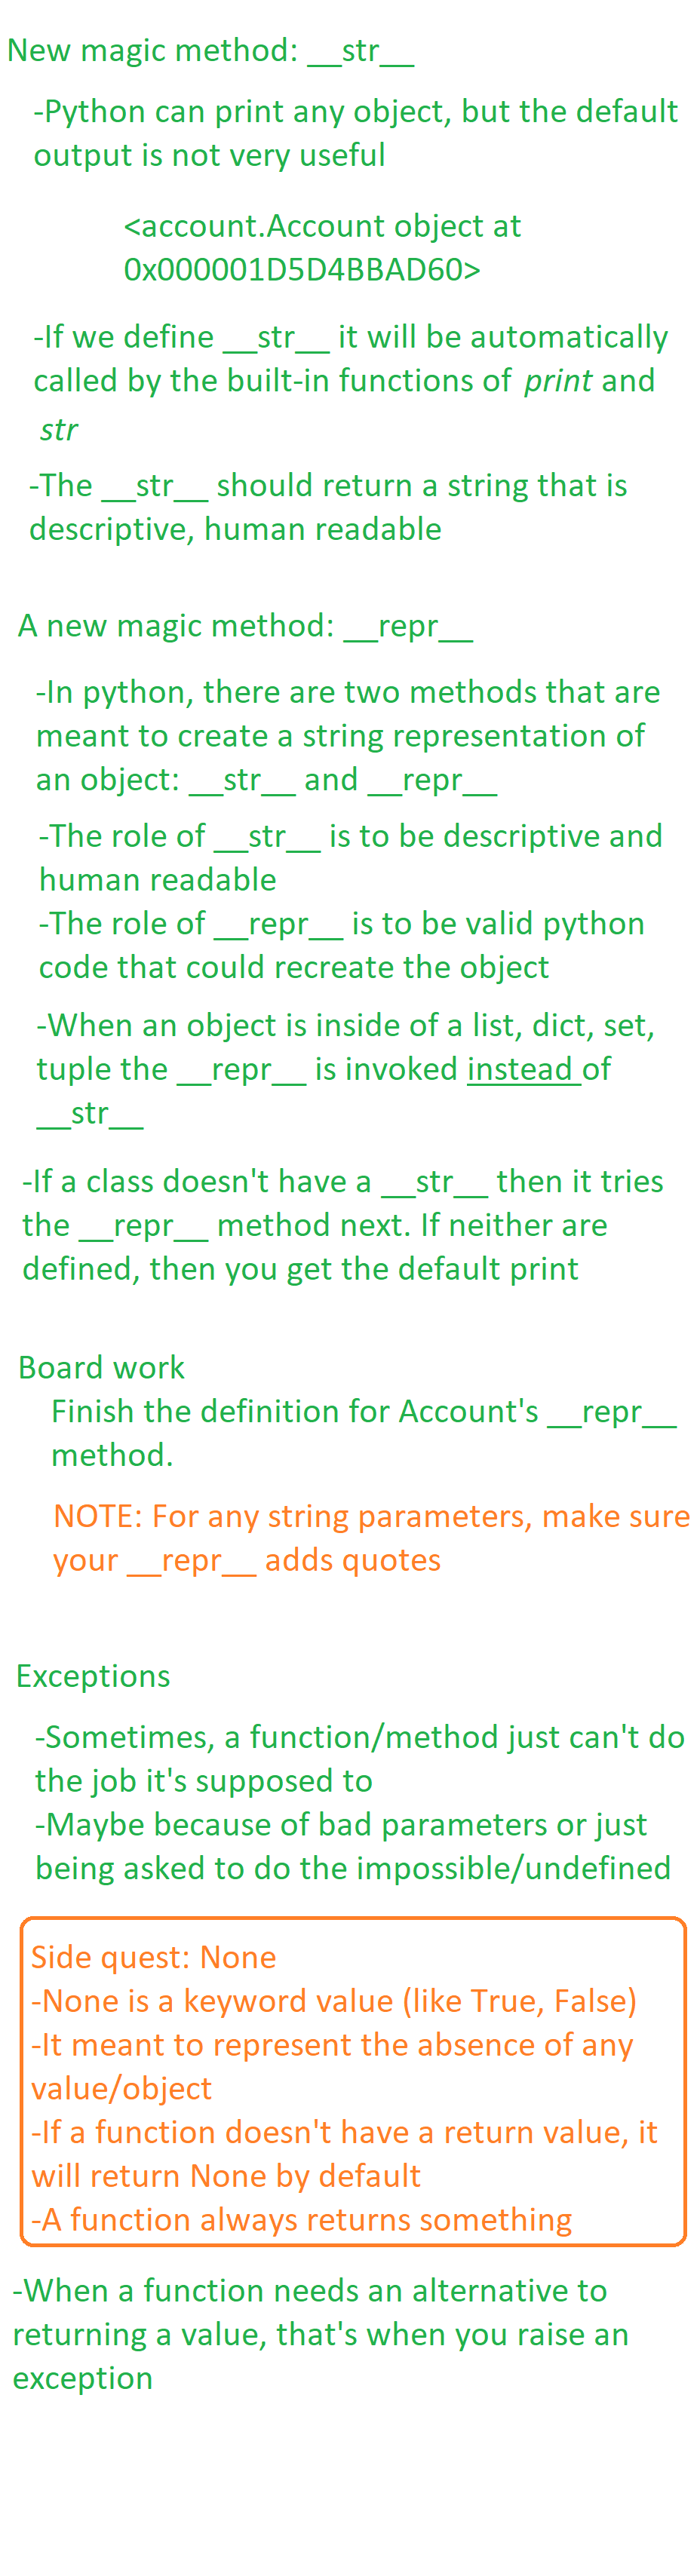 New magic method: __str__
-Python can print any object, but the default
output is not very useful
<account.Account object at
0x000001D5D4BBAD60>
-If we define __str__ it will be automatically
called by the built-in functions of print and
str
-The __str__ should return a string that is
descriptive, human readable
A new magic method: __repr__
-In python, there are two methods that are
meant to create a string representation of
an object: __str__ and __repr__
-The role of __str__ is to be descriptive and
human readable
-The role of __repr__ is to be valid python
code that could recreate the object
-When an object is inside of a list, dict, set,
tuple the __repr__ is invoked instead of
__str__
-If a class doesn't have a __str__ then it tries
the __repr__ method next. If neither are
defined, then you get the default print
Board work
Finish the definition for Account's __repr__
method.
NOTE: For any string parameters, make sure
your __repr__ adds quotes
Exceptions
-Sometimes, a function/method just can't do
the job it's supposed to
-Maybe because of bad parameters or just
being asked to do the impossible/undefined
Side quest: None
-None is a keyword value (like True, False)
-It meant to represent the absence of any
value/object
-If a function doesn't have a return value, it
will return None by default
-A function always returns something
-When a function needs an alternative to
returning a value, that's when you raise an
exception